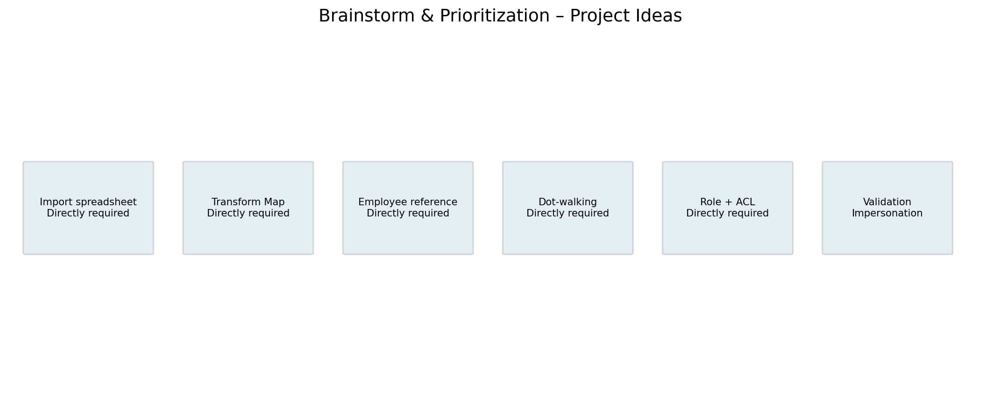 Brainstorm & Prioritization – Project Ideas
Import spreadsheet
Directly required
Transform Map
Directly required
Employee reference
Directly required
Dot-walking
Directly required
Role + ACL
Directly required
Validation
Impersonation